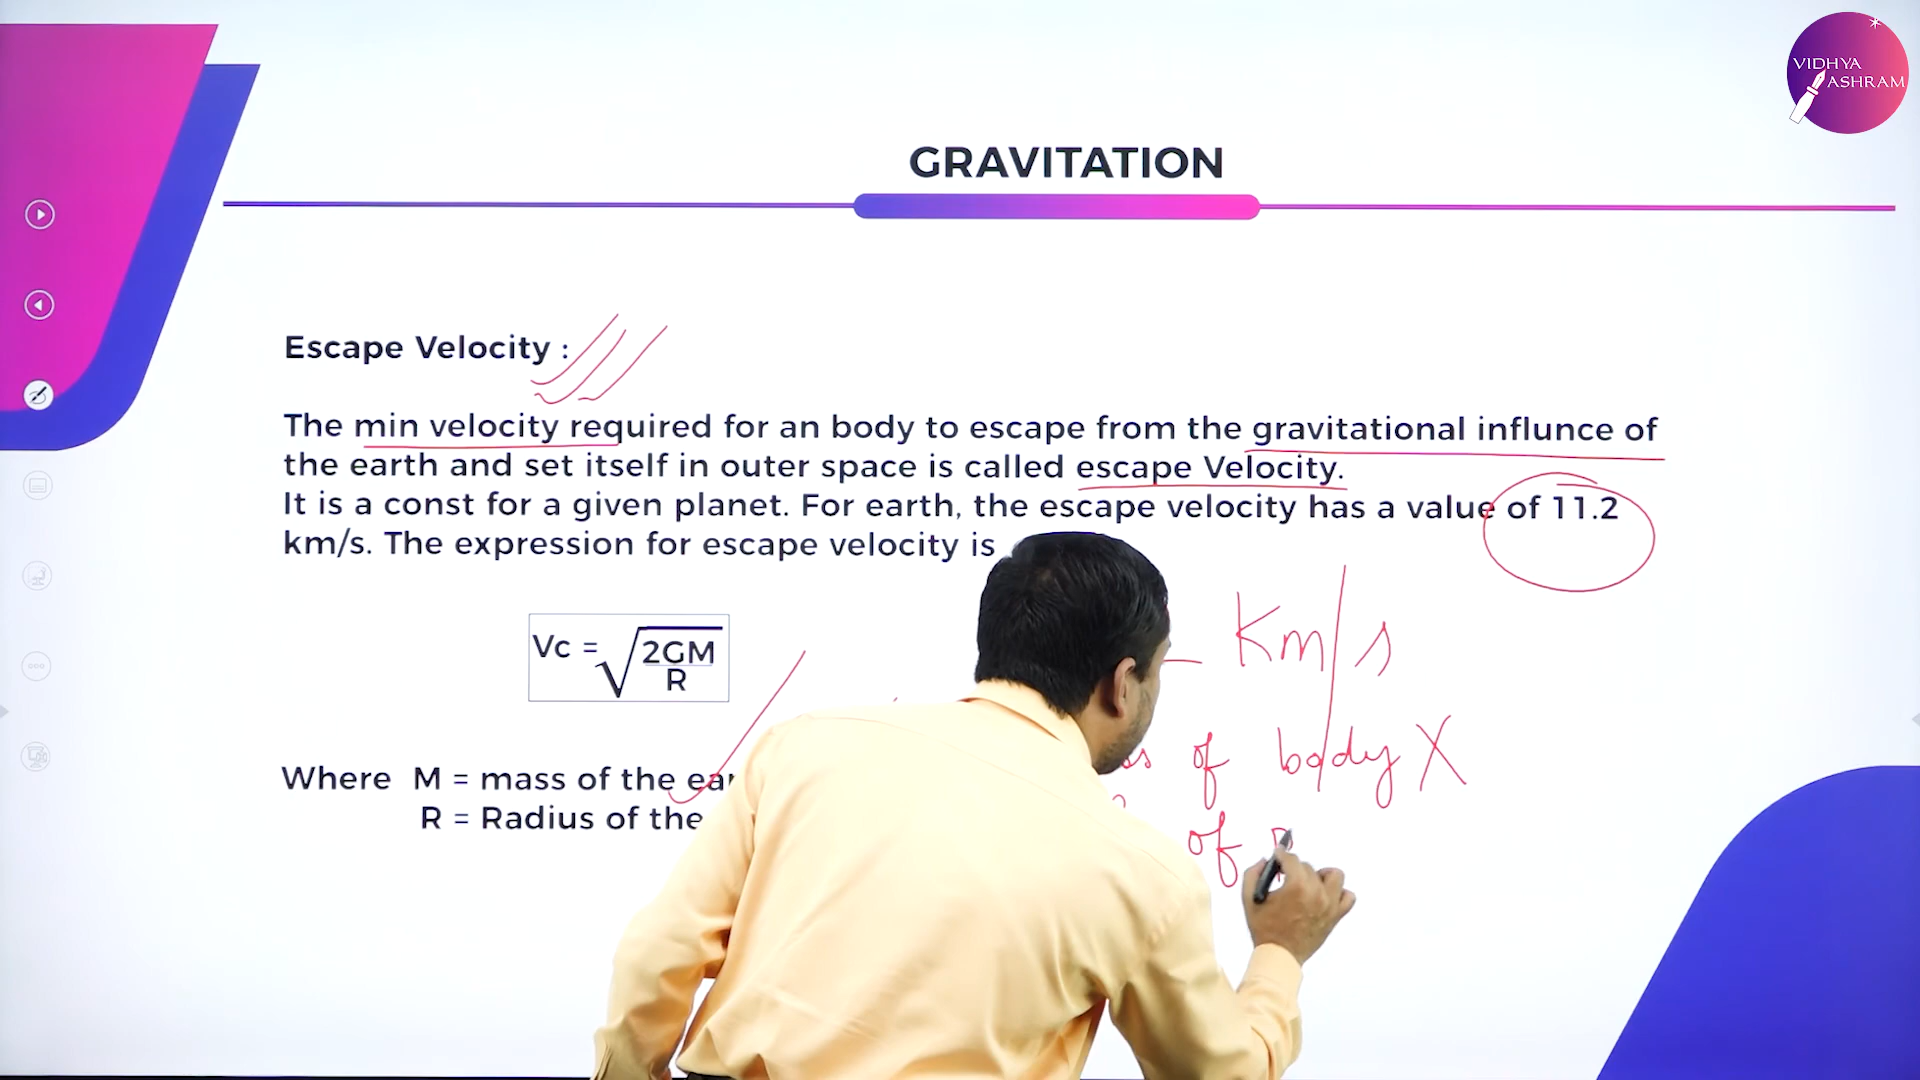 VIDHYA
ASHRAM
GRAVITATION
Escape Velocity :
The min velocity required for an body to escape from the gravitational influnce of
the earth and set itself in outer space is called escape Velocity.
It is a const for a given planet. For earth, the escape velocity has a value of 11.2
km/s. The expression for escape velocity is
Vc = √2GM
R
Km/s
of body X
Where M = mass of the
R = Radius of the
of